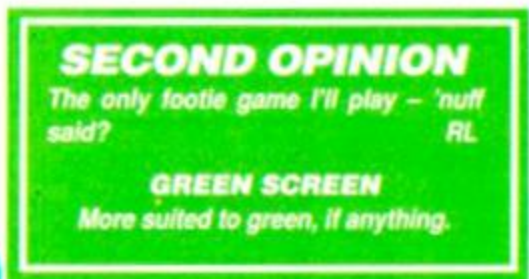 SECOND OPINION
The only footie game I'll play – 'nuff
said? RL
GREEN SCREEN
More suited to green, if anything.